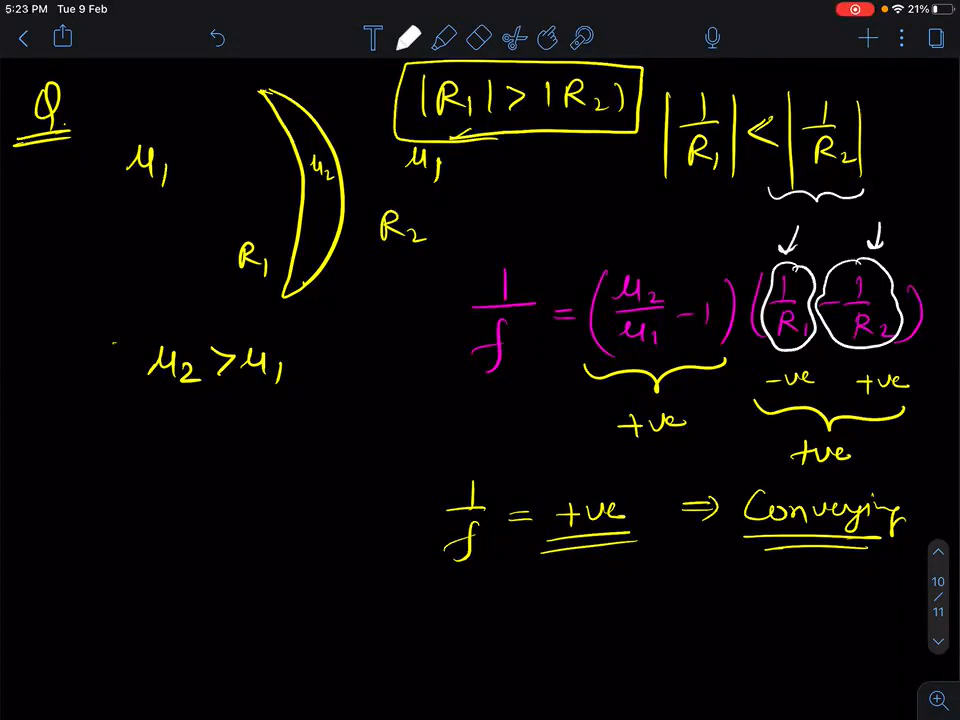 5:23 PM Tue 9 Feb
21%
T
Q.
|R₁| > |R₂|
|1/R₁| < |1/R₂|
μ₁
μ₂
μ₁
R₁
R₂
1/f = (μ₂/μ₁ - 1) (1/R₁ - 1/R₂)
μ₂ > μ₁
-ve +ve
+ve
+ve
1/f = +ve ⇒ Converying
10
/
11